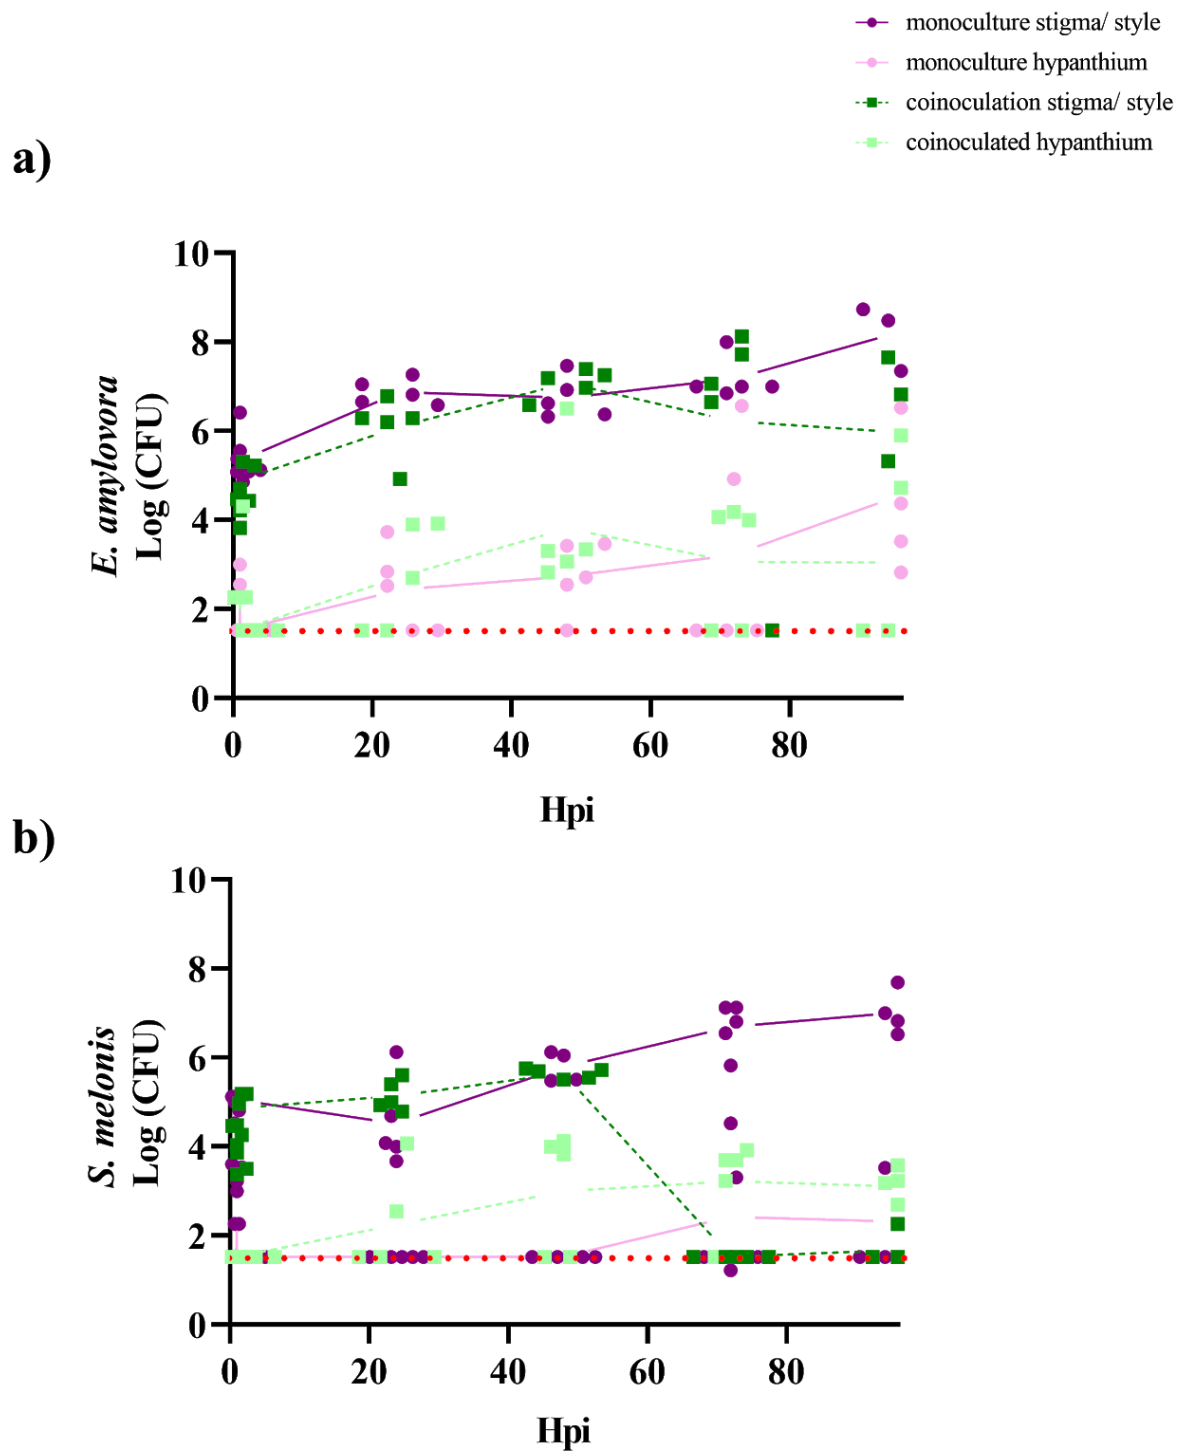 monoculture stigma/ style
monoculture hypanthium
coinoculation stigma/ style
coinoculated hypanthium
a)
E. amylovora
Log (CFU)
10
8
6
4
2
0
0 20 40 60 80
Hpi
b)
S. melonis
Log (CFU)
10
8
6
4
2
0
0 20 40 60 80
Hpi